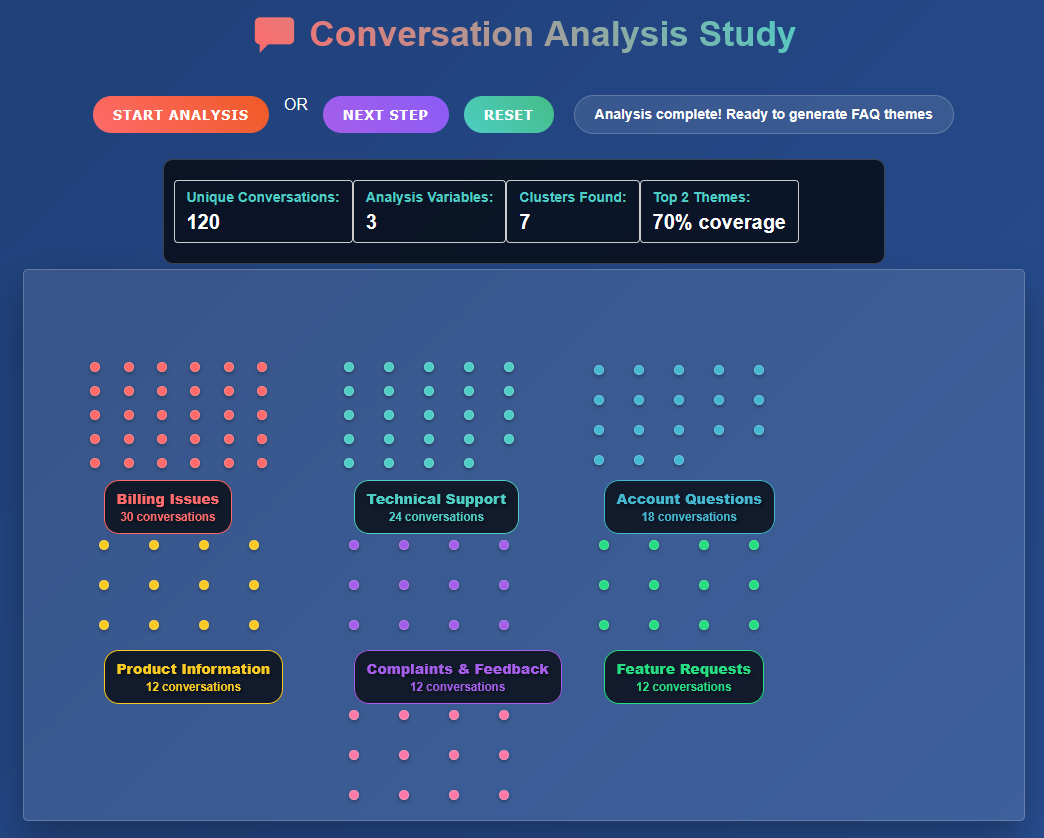 Conversation Analysis Study
START ANALYSIS
OR
NEXT STEP
RESET
Analysis complete! Ready to generate FAQ themes
Unique Conversations:
120
Analysis Variables:
3
Clusters Found:
7
Top 2 Themes:
70% coverage
Billing Issues
30 conversations
Technical Support
24 conversations
Account Questions
18 conversations
Product Information
12 conversations
Complaints & Feedback
12 conversations
Feature Requests
12 conversations